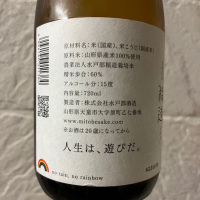 原材料名：米(国産)、米こうじ(国産米)
原料米：山形県産米100%使用
精米歩合：60%
アルコール分：15度
内容量：720ml
製造者：株式会社水戸部酒造
山形県天童市大字原町乙七番地
www.mitobesake.com
※お酒は20歳になってから
人生は、遊びだ。
no rain, no rainbow